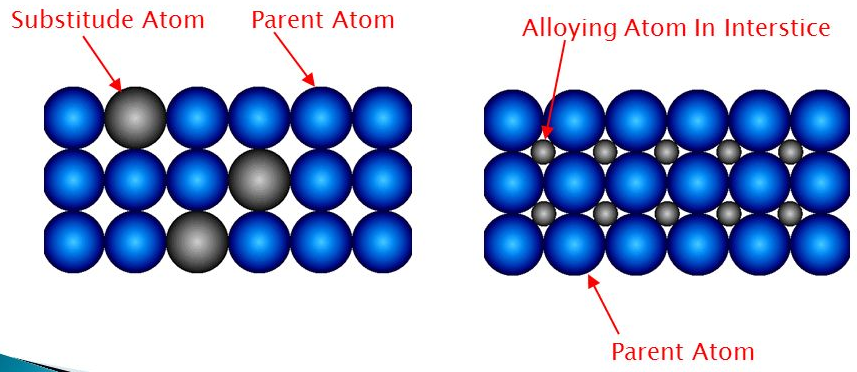 Substitude Atom
Parent Atom
Alloying Atom In Interstice
Parent Atom